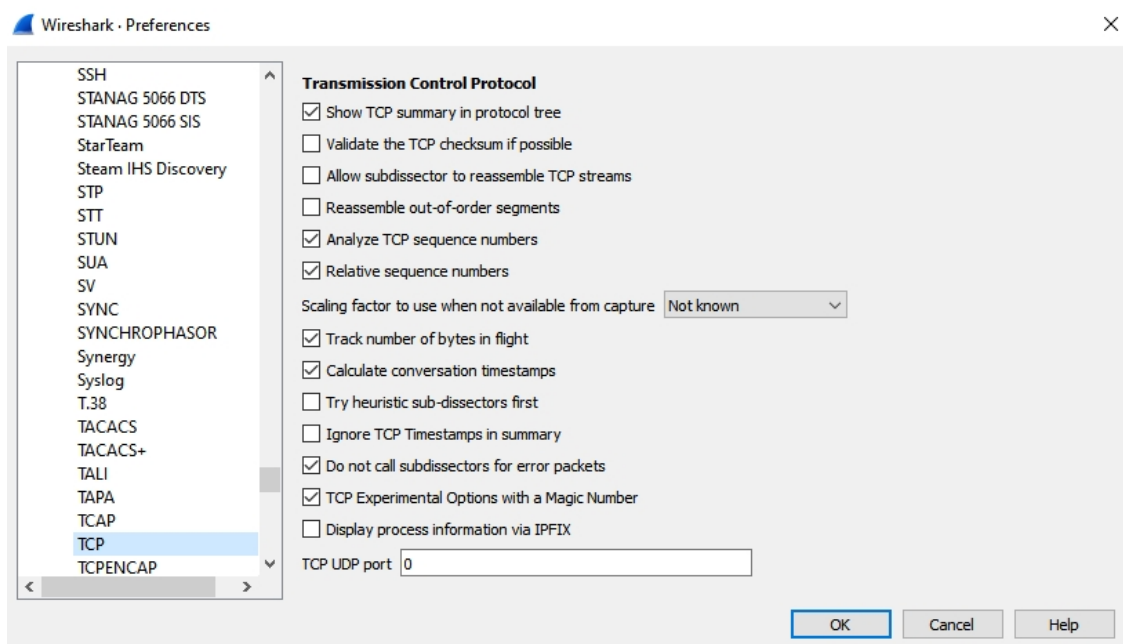 Wireshark · Preferences
SSH
STANAG 5066 DTS
STANAG 5066 SIS
StarTeam
Steam IHS Discovery
STP
STT
STUN
SUA
SV
SYNC
SYNCHROPHASOR
Synergy
Syslog
T.38
TACACS
TACACS+
TALI
TAPA
TCAP
TCP
TCPENCAP
Transmission Control Protocol
Show TCP summary in protocol tree
Validate the TCP checksum if possible
Allow subdissector to reassemble TCP streams
Reassemble out-of-order segments
Analyze TCP sequence numbers
Relative sequence numbers
Scaling factor to use when not available from capture Not known
Track number of bytes in flight
Calculate conversation timestamps
Try heuristic sub-dissectors first
Ignore TCP Timestamps in summary
Do not call subdissectors for error packets
TCP Experimental Options with a Magic Number
Display process information via IPFIX
TCP UDP port 0
OK Cancel Help